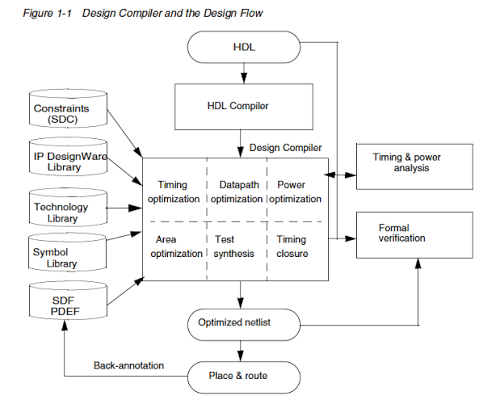 Figure 1-1   Design Compiler and the Design Flow
HDL
HDL Compiler
Design Compiler
Constraints
(SDC)
IP DesignWare
Library
Technology
Library
Symbol
Library
SDF
PDEF
Timing
optimization
Datapath
optimization
Power
optimization
Area
optimization
Test
synthesis
Timing
closure
Timing & power
analysis
Formal
verification
Optimized netlist
Back-annotation
Place & route